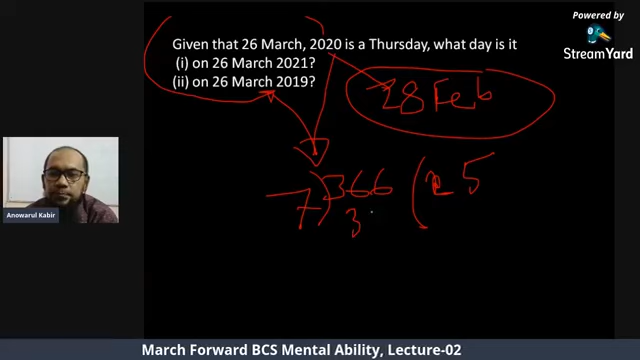 Powered by
StreamYard
Given that 26 March, 2020 is a Thursday, what day is it
(i) on 26 March 2021?
(ii) on 26 March 2019?
28 Feb
7) 366 ( 25
3
Anowarul Kabir
March Forward BCS Mental Ability, Lecture-02